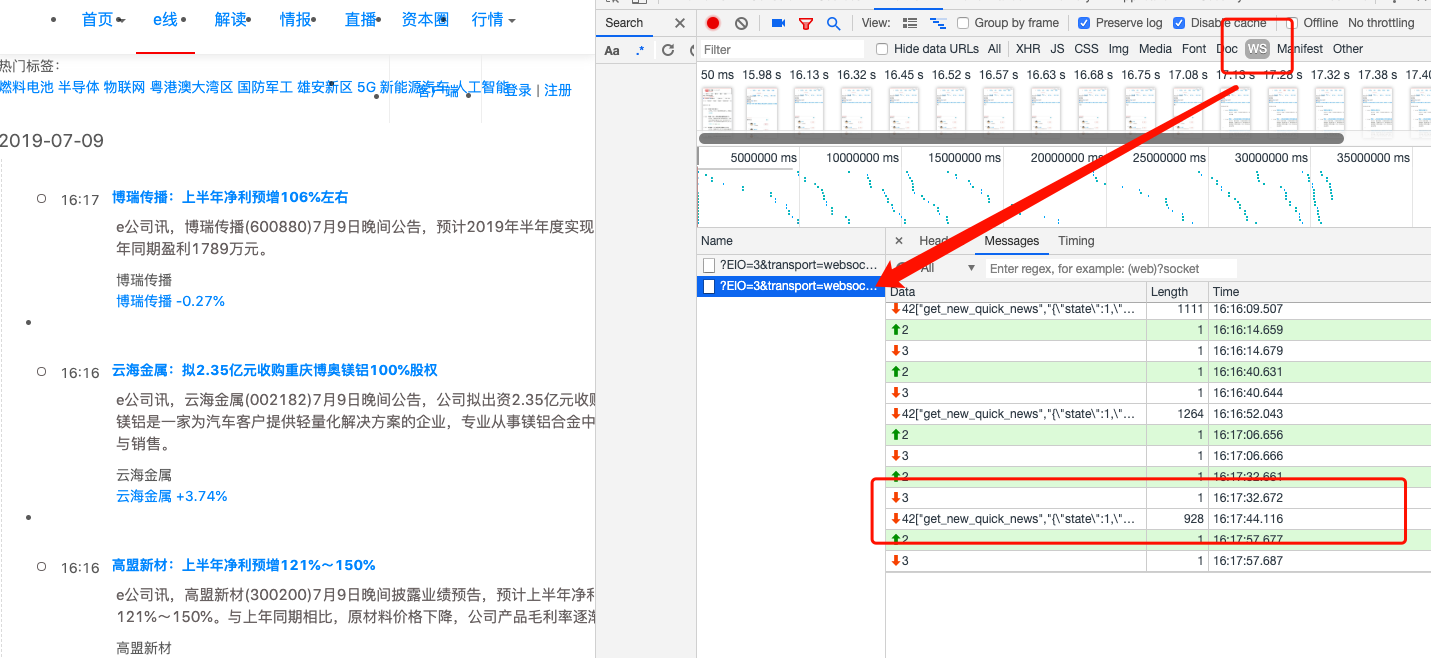 首页
e线
解读
情报
直播
资本圈
行情
热门标签：
燃料电池 半导体 物联网 粤港澳大湾区 国防军工 雄安新区 5G 新能源汽车 人工智能
客户端
登录 | 注册
2019-07-09
16:17
博瑞传播：上半年净利预增106%左右
e公司讯，博瑞传播(600880)7月9日晚间公告，预计2019年半年度实现
年同期盈利1789万元。
博瑞传播
博瑞传播 -0.27%
16:16
云海金属：拟2.35亿元收购重庆博奥镁铝100%股权
e公司讯，云海金属(002182)7月9日晚间公告，公司拟出资2.35亿元收购
镁铝是一家为汽车客户提供轻量化解决方案的企业，专业从事镁铝合金中
与销售。
云海金属
云海金属 +3.74%
16:16
高盟新材：上半年净利预增121%～150%
e公司讯，高盟新材(300200)7月9日晚间披露业绩预告，预计上半年净利
121%～150%。与上年同期相比，原材料价格下降，公司产品毛利率逐渐
高盟新材
Search
Aa .*
View: Group by frame Preserve log Disable cache Offline No throttling
Filter Hide data URLs All XHR JS CSS Img Media Font Doc WS Manifest Other
50 ms 15.98 s 16.13 s 16.32 s 16.45 s 16.52 s 16.57 s 16.63 s 16.68 s 16.75 s 17.08 s 17.13 s 17.28 s 17.32 s 17.38 s 17.40
5000000 ms 10000000 ms 15000000 ms 20000000 ms 25000000 ms 30000000 ms 35000000 ms
Name
?EIO=3&transport=websoc…
?EIO=3&transport=websoc…
Head Messages Timing
All Enter regex, for example: (web)?socket
Data Length Time
42["get_new_quick_news","{\"state\":1,\"… 1111 16:16:09.507
2 1 16:16:14.659
3 1 16:16:14.679
2 1 16:16:40.631
3 1 16:16:40.644
42["get_new_quick_news","{\"state\":1,\"… 1264 16:16:52.043
2 1 16:17:06.656
3 1 16:17:06.666
2 1 16:17:32.661
3 1 16:17:32.672
42["get_new_quick_news","{\"state\":1,\"… 928 16:17:44.116
2 1 16:17:57.677
3 1 16:17:57.687